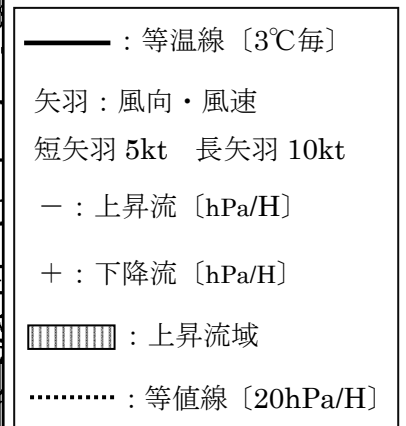 ：等温線〔3℃毎〕
矢羽：風向・風速
短矢羽 5kt　長矢羽 10kt
－：上昇流〔hPa/H〕
＋：下降流〔hPa/H〕
：上昇流域
：等値線〔20hPa/H〕